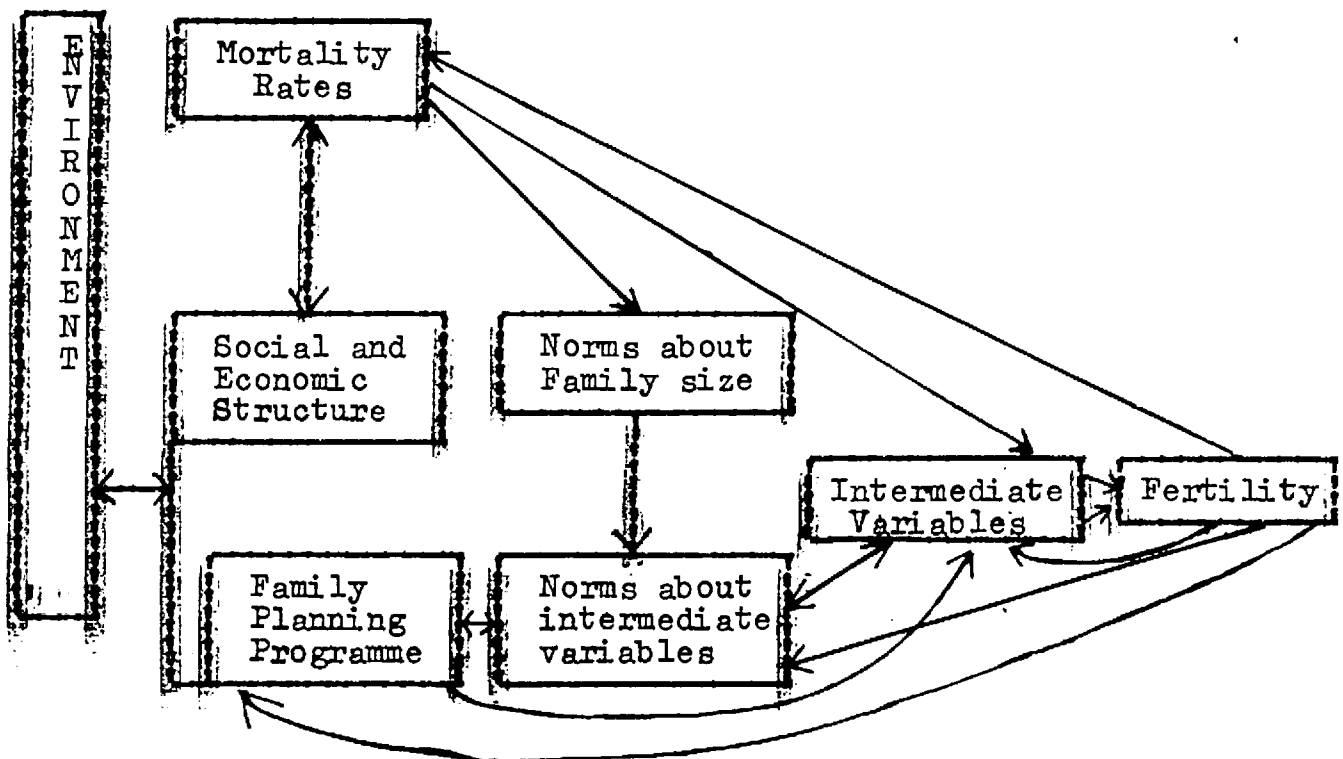 ENVIRONMENT
Mortality
Rates
Social and
Economic
Structure
Norms about
Family size
Intermediate
Variables
Fertility
Family
Planning
Programme
Norms about
intermediate
variables